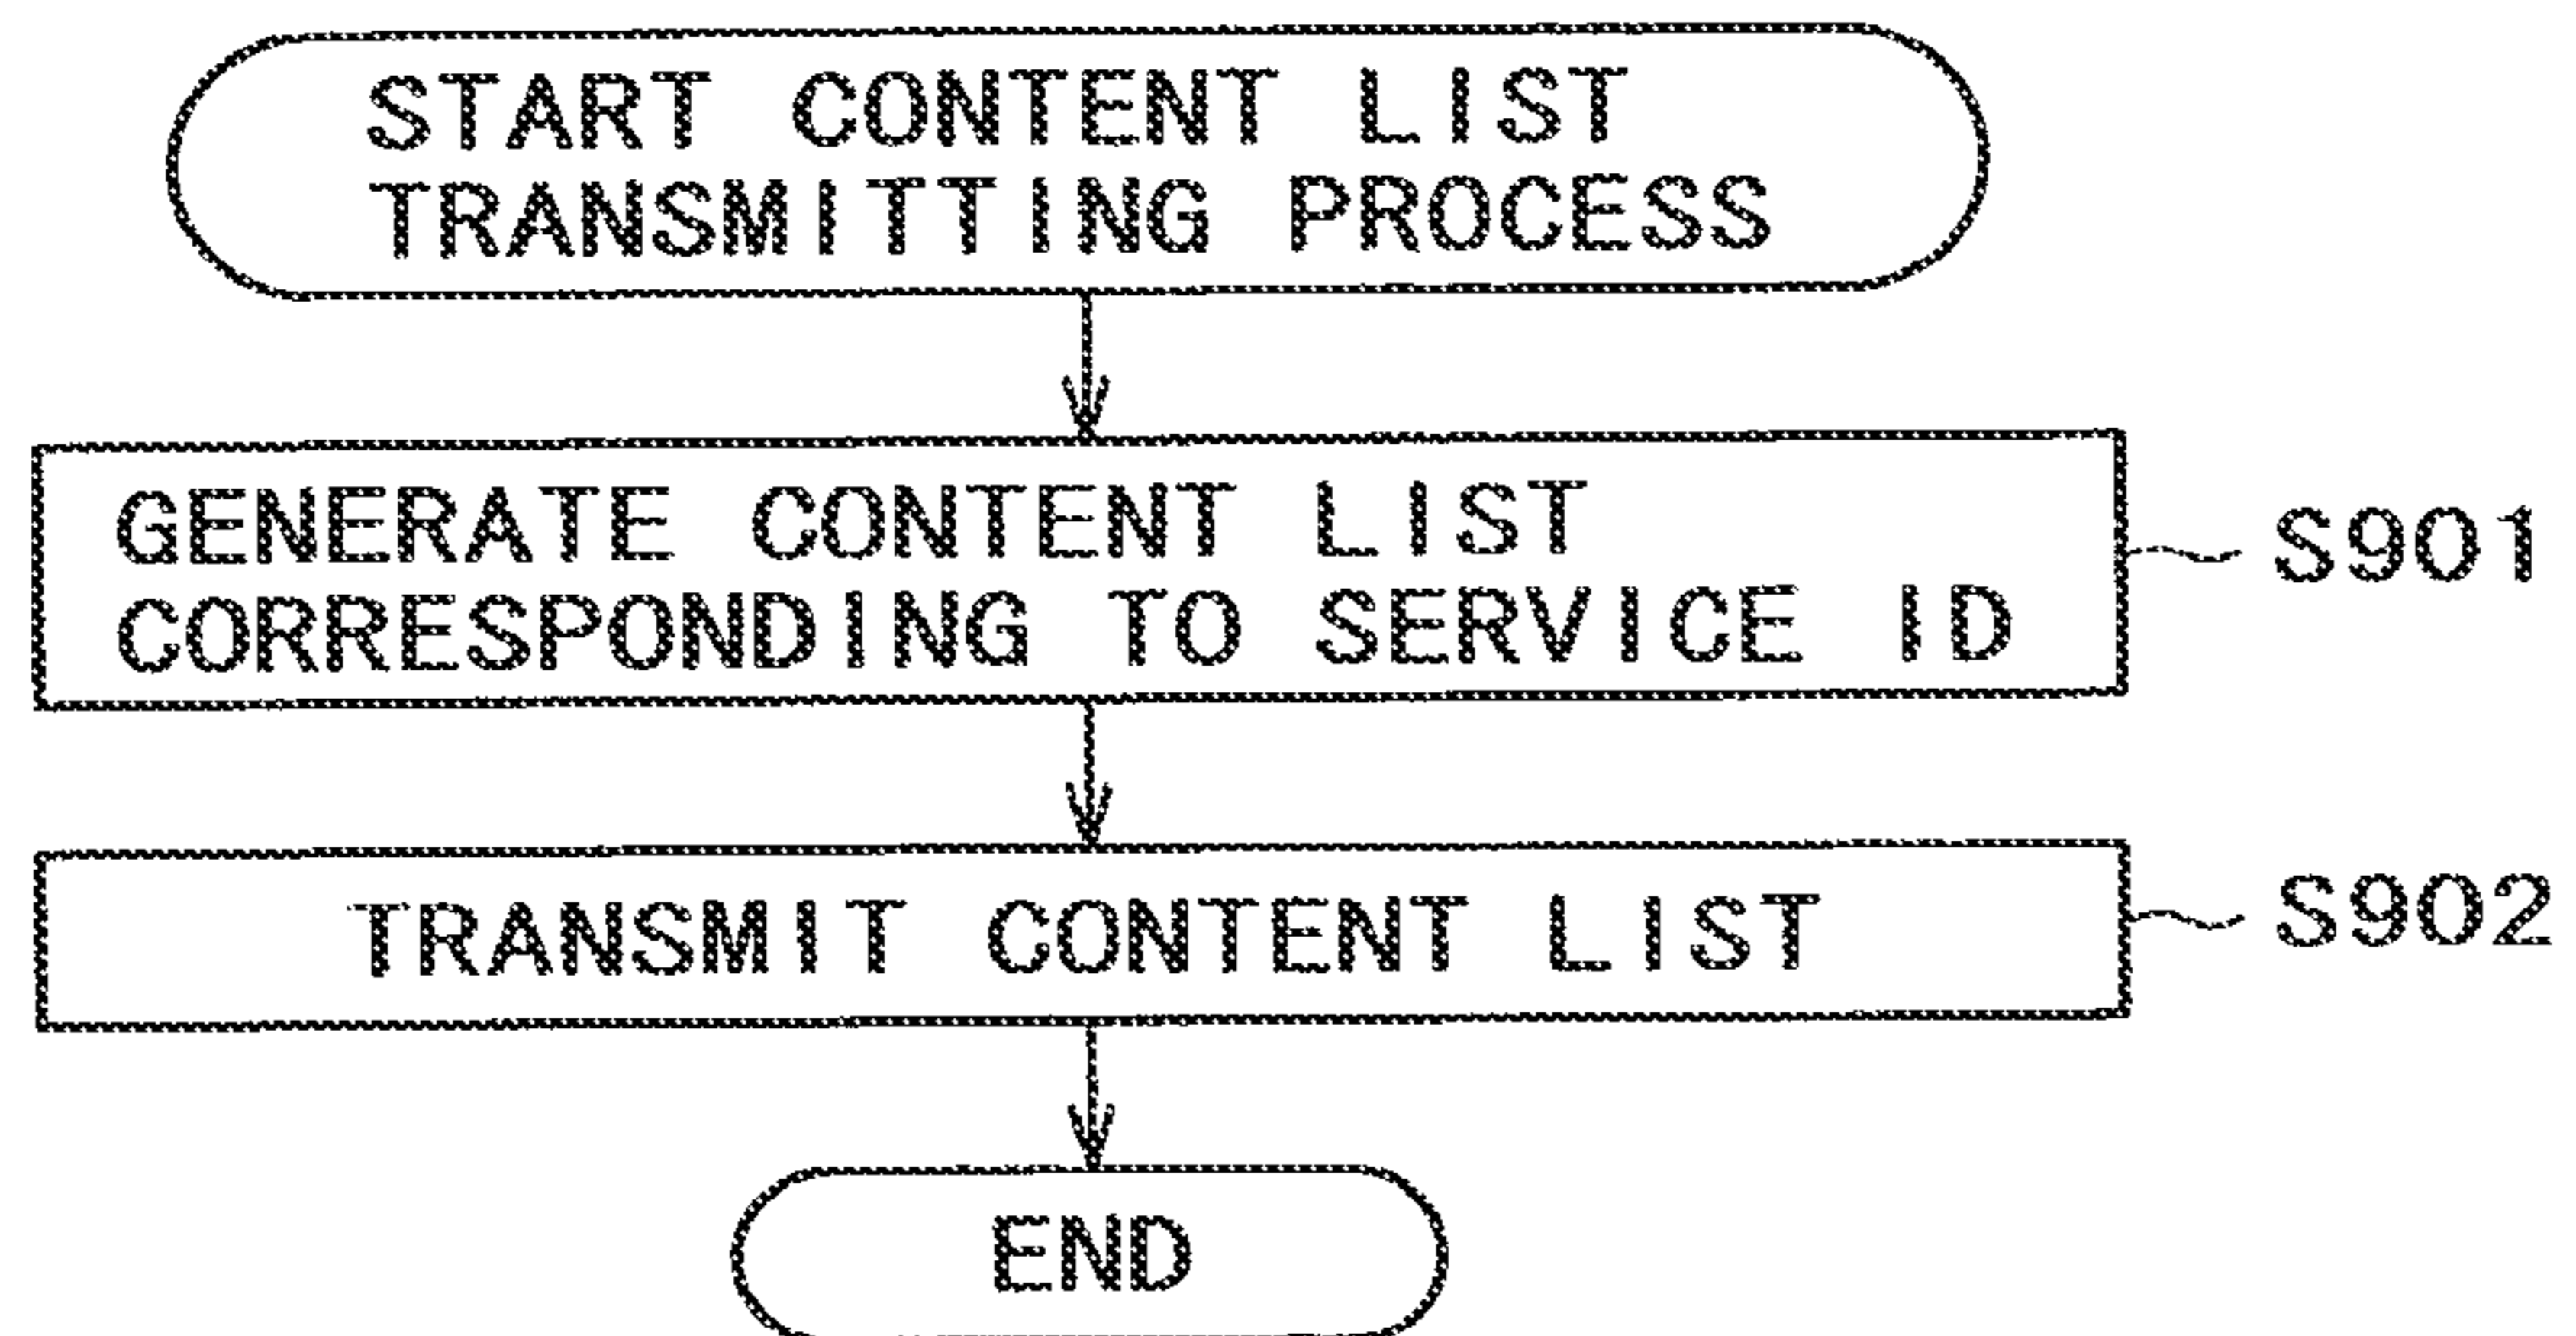 START CONTENT LIST
TRANSMITTING PROCESS
GENERATE CONTENT LIST
CORRESPONDING TO SERVICE ID
S901
TRANSMIT CONTENT LIST
S902
END